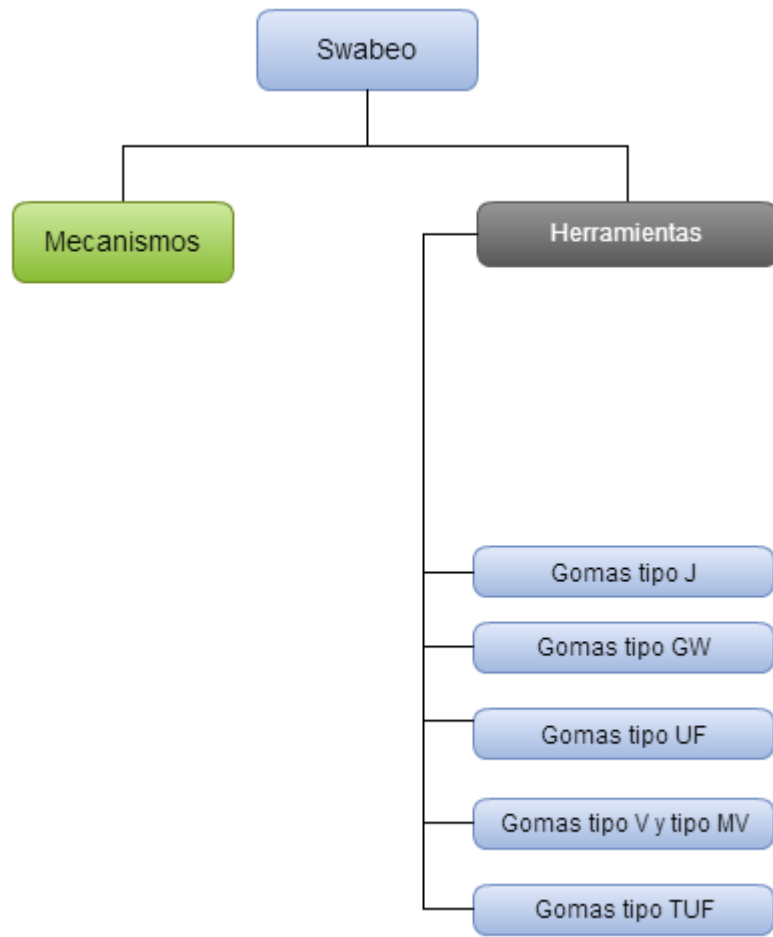 Swabeo
Mecanismos
Herramientas
Gomas tipo J
Gomas tipo GW
Gomas tipo UF
Gomas tipo V y tipo MV
Gomas tipo TUF